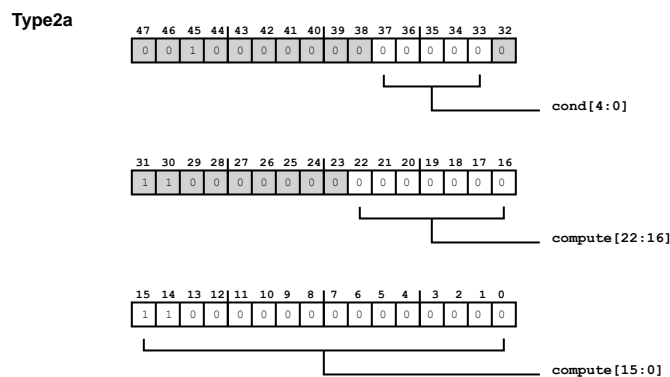 Type2a
47 46 45 44 43 42 41 40 39 38 37 36 35 34 33 32
0 0 1 0 0 0 0 0 0 0 0 0 0 0 0 0
cond[4:0]
31 30 29 28 27 26 25 24 23 22 21 20 19 18 17 16
1 1 0 0 0 0 0 0 0 0 0 0 0 0 0 0
compute[22:16]
15 14 13 12 11 10 9 8 7 6 5 4 3 2 1 0
1 1 0 0 0 0 0 0 0 0 0 0 0 0 0 0
compute[15:0]